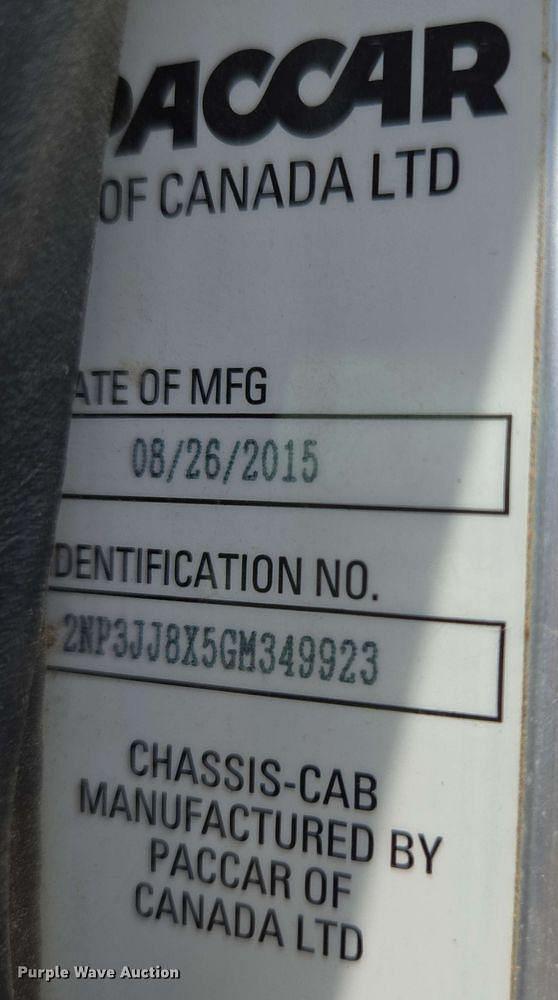 PACCAR
OF CANADA LTD
ATE OF MFG
08/26/2015
DENTIFICATION NO.
2NP3JJ8X5GM349923
CHASSIS-CAB
MANUFACTURED BY
PACCAR OF
CANADA LTD
Purple Wave Auction